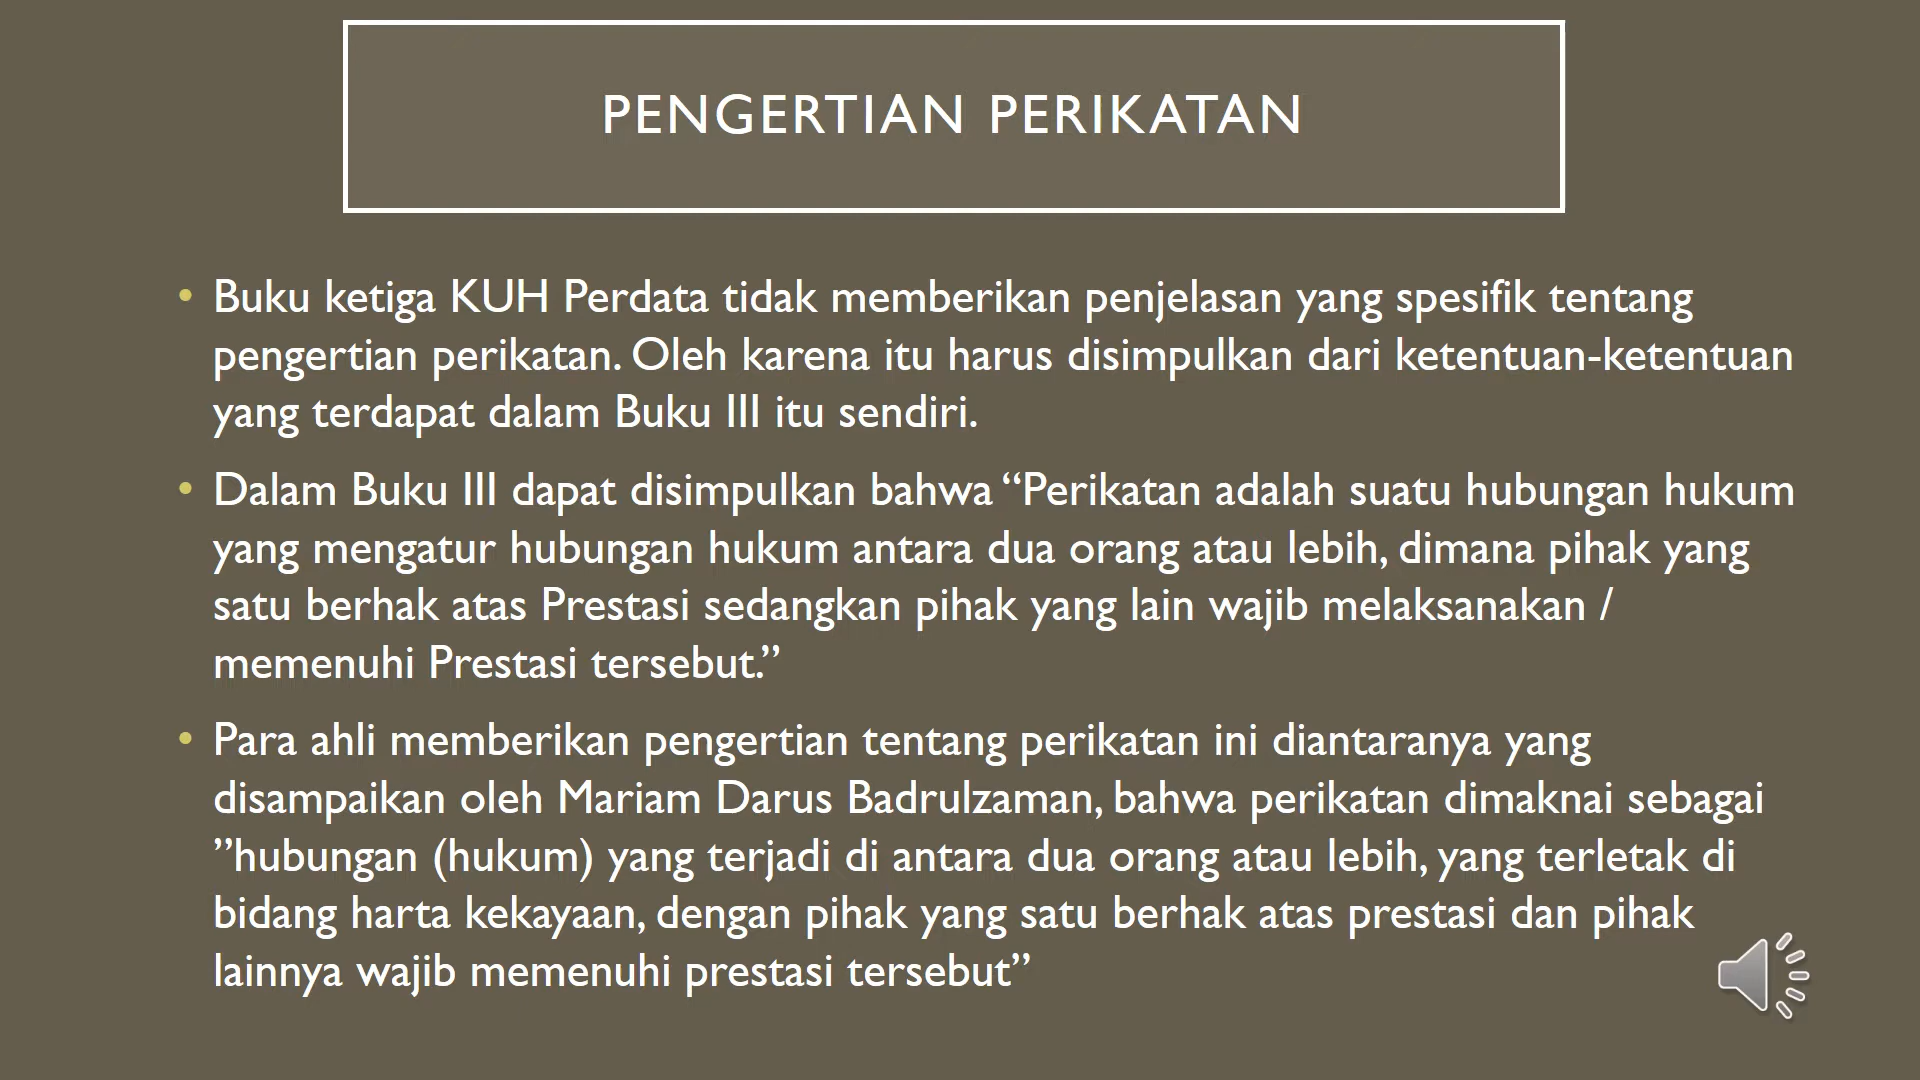 PENGERTIAN PERIKATAN
• Buku ketiga KUH Perdata tidak memberikan penjelasan yang spesifik tentang
pengertian perikatan. Oleh karena itu harus disimpulkan dari ketentuan-ketentuan
yang terdapat dalam Buku III itu sendiri.
• Dalam Buku III dapat disimpulkan bahwa “Perikatan adalah suatu hubungan hukum
yang mengatur hubungan hukum antara dua orang atau lebih, dimana pihak yang
satu berhak atas Prestasi sedangkan pihak yang lain wajib melaksanakan /
memenuhi Prestasi tersebut.”
• Para ahli memberikan pengertian tentang perikatan ini diantaranya yang
disampaikan oleh Mariam Darus Badrulzaman, bahwa perikatan dimaknai sebagai
”hubungan (hukum) yang terjadi di antara dua orang atau lebih, yang terletak di
bidang harta kekayaan, dengan pihak yang satu berhak atas prestasi dan pihak
lainnya wajib memenuhi prestasi tersebut”